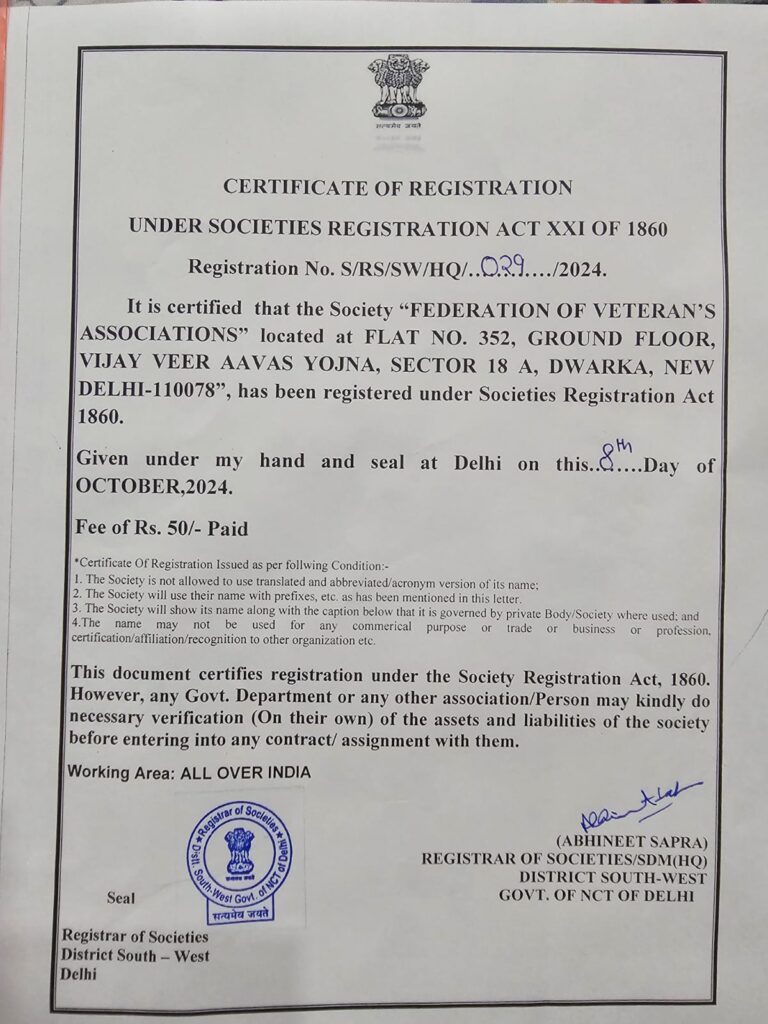 सत्यमेव जयते
CERTIFICATE OF REGISTRATION
UNDER SOCIETIES REGISTRATION ACT XXI OF 1860
Registration No. S/RS/SW/HQ/..029..../2024.
It is certified that the Society “FEDERATION OF VETERAN’S
ASSOCIATIONS” located at FLAT NO. 352, GROUND FLOOR,
VIJAY VEER AAVAS YOJNA, SECTOR 18 A, DWARKA, NEW
DELHI-110078”, has been registered under Societies Registration Act
1860.
Given under my hand and seal at Delhi on this..8th....Day of
OCTOBER,2024.
Fee of Rs. 50/- Paid
*Certificate Of Registration Issued as per follwing Condition:-
1. The Society is not allowed to use translated and abbreviated/acronym version of its name;
2. The Society will use their name with prefixes, etc. as has been mentioned in this letter.
3. The Society will show its name along with the caption below that it is governed by private Body/Society where used; and
4.The name may not be used for any commerical purpose or trade or business or profession,
certification/affiliation/recognition to other organization etc.
This document certifies registration under the Society Registration Act, 1860.
However, any Govt. Department or any other association/Person may kindly do
necessary verification (On their own) of the assets and liabilities of the society
before entering into any contract/ assignment with them.
Working Area: ALL OVER INDIA
Registrar of Societies
Distt. South-West Govt. of NCT of Delhi
सत्यमेव जयते
Seal
Registrar of Societies
District South – West
Delhi
(ABHINEET SAPRA)
REGISTRAR OF SOCIETIES/SDM(HQ)
DISTRICT SOUTH-WEST
GOVT. OF NCT OF DELHI